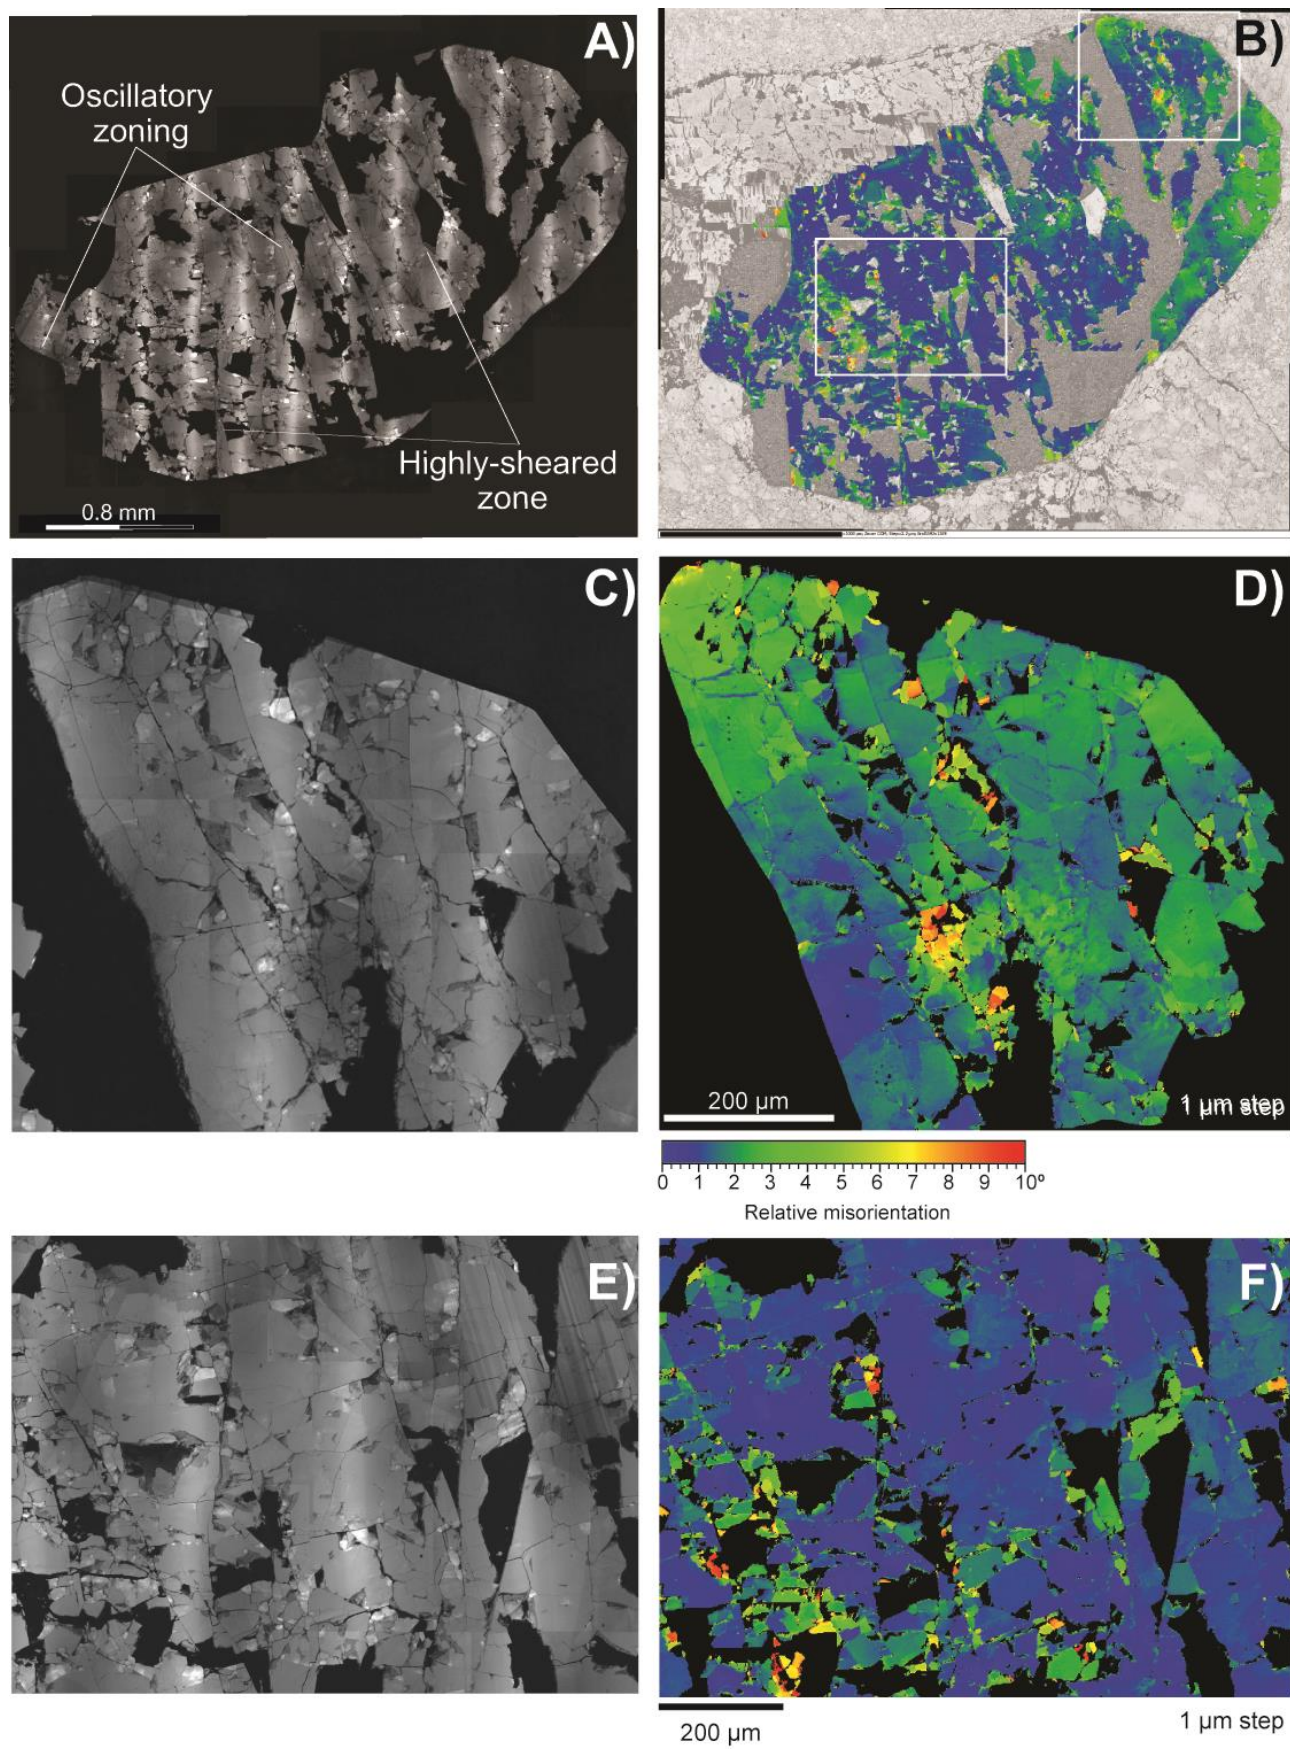 A)
Oscillatory
zoning
Highly-sheared
zone
0.8 mm
B)
C)
D)
200 µm
1 µm step
0 1 2 3 4 5 6 7 8 9 10º
Relative misorientation
E)
F)
200 µm
1 µm step